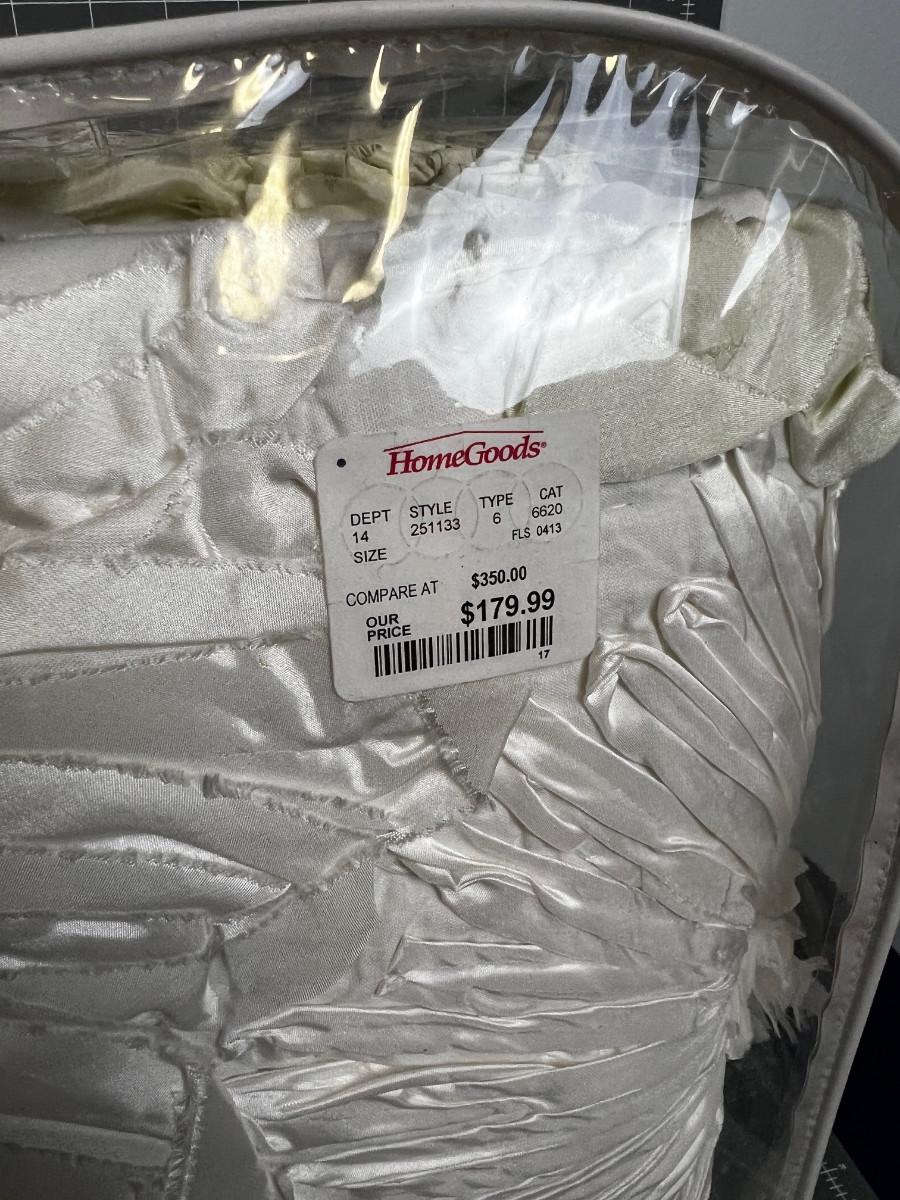 HomeGoods®
DEPT STYLE TYPE CAT
14 251133 6 6620
SIZE FLS 0413
COMPARE AT $350.00
OUR PRICE $179.99
17